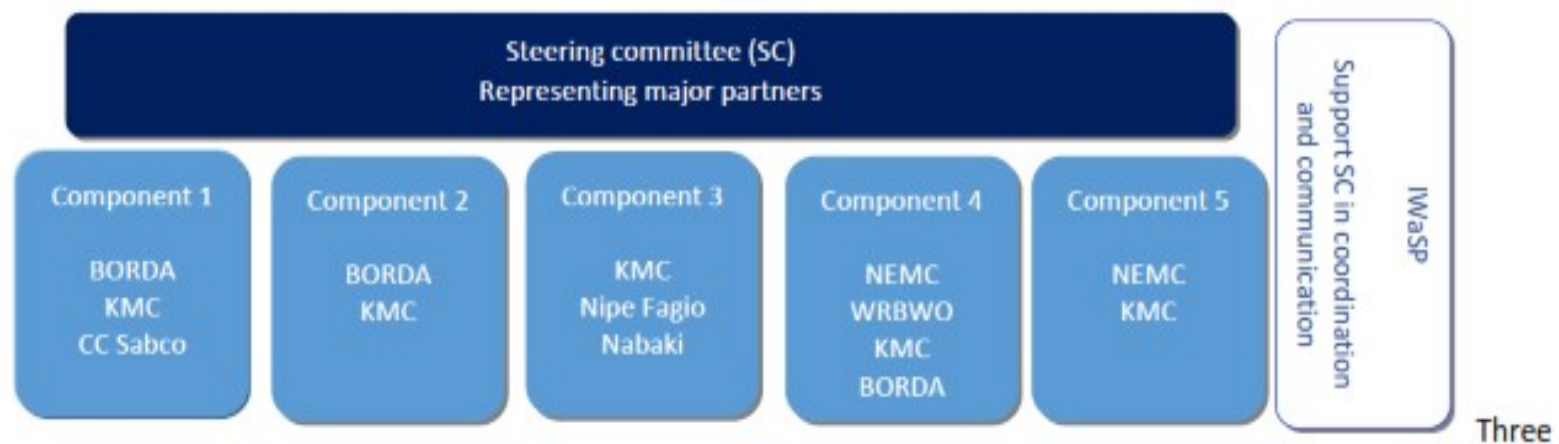 Steering committee (SC)
Representing major partners
Component 1
BORDA
KMC
CC Sabco
Component 2
BORDA
KMC
Component 3
KMC
Nipe Fagio
Nabaki
Component 4
NEMC
WRBWO
KMC
BORDA
Component 5
NEMC
KMC
IWaSP
Support SC in coordination
and communication
Three